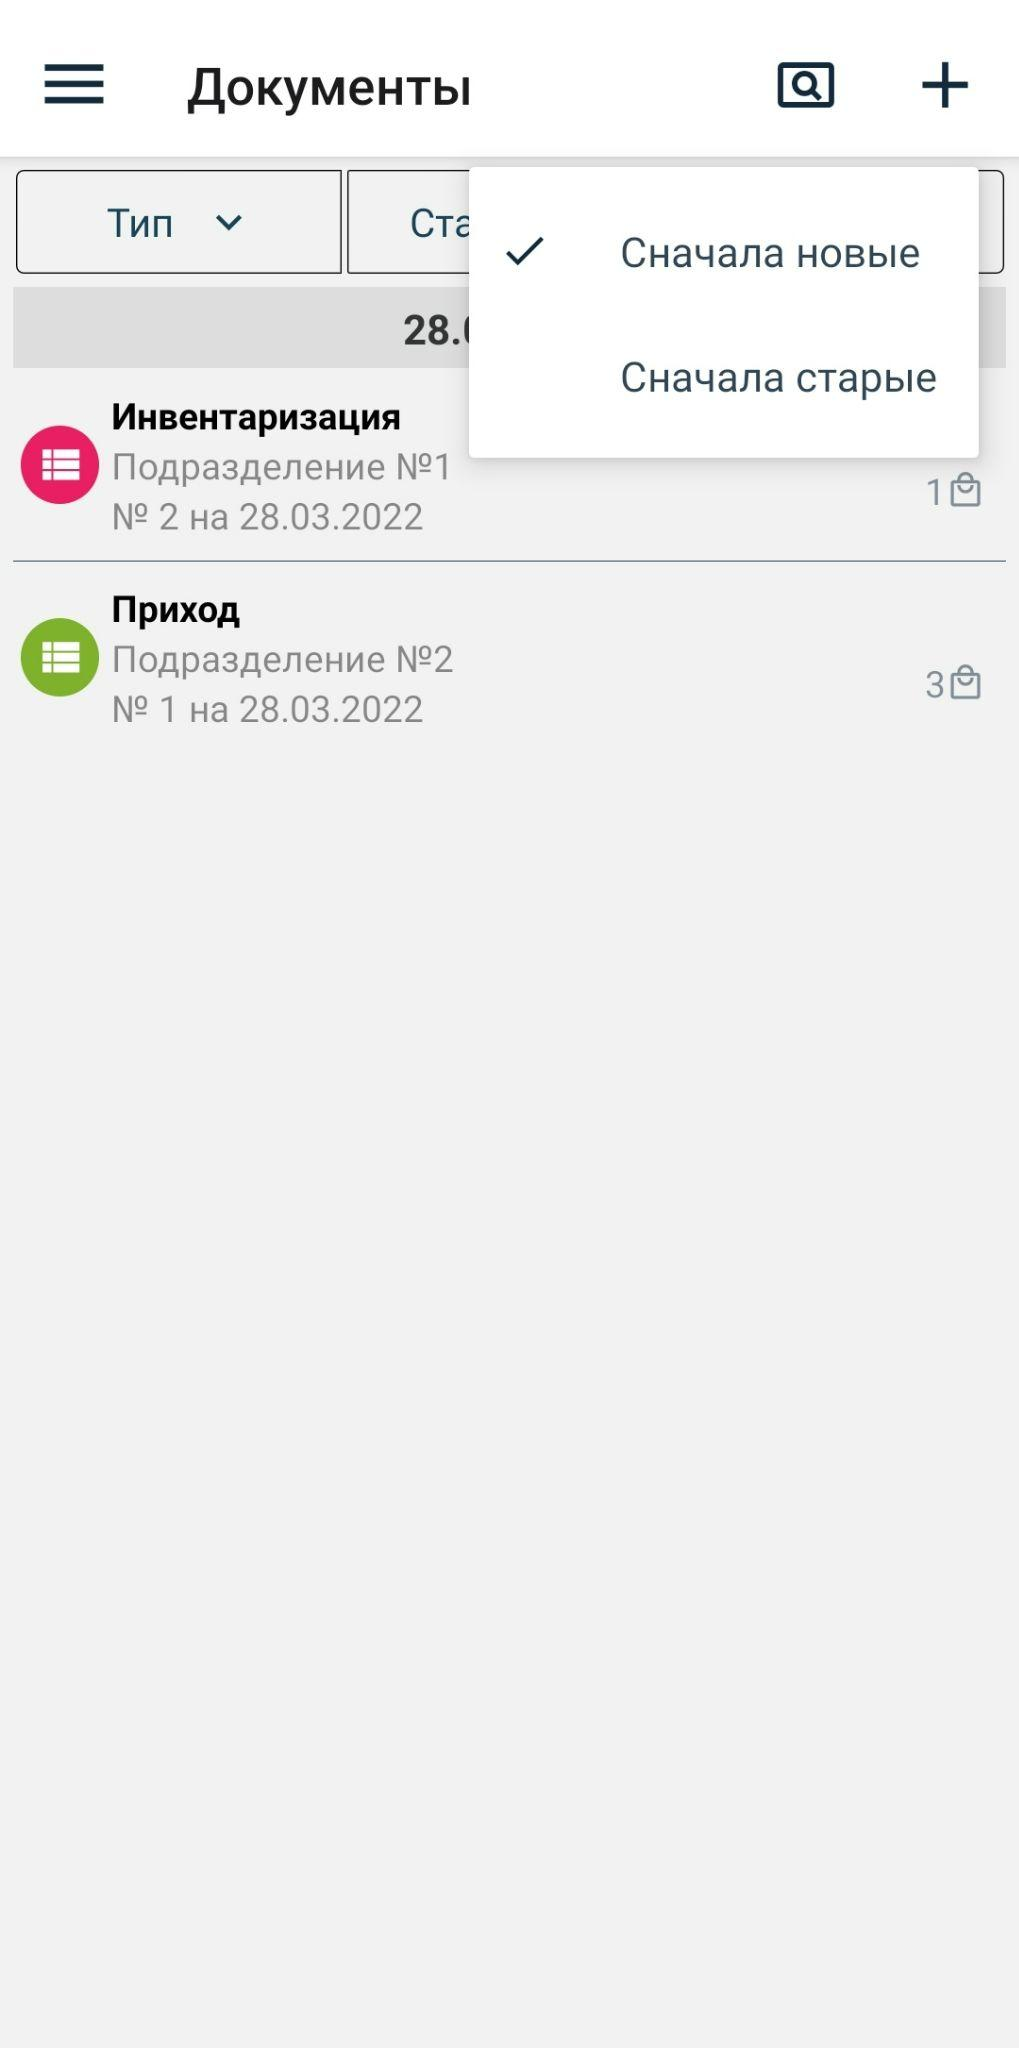 Документы
Тип
Сначала новые
Сначала старые
Инвентаризация
Подразделение №1
№ 2 на 28.03.2022
1
Приход
Подразделение №2
№ 1 на 28.03.2022
3